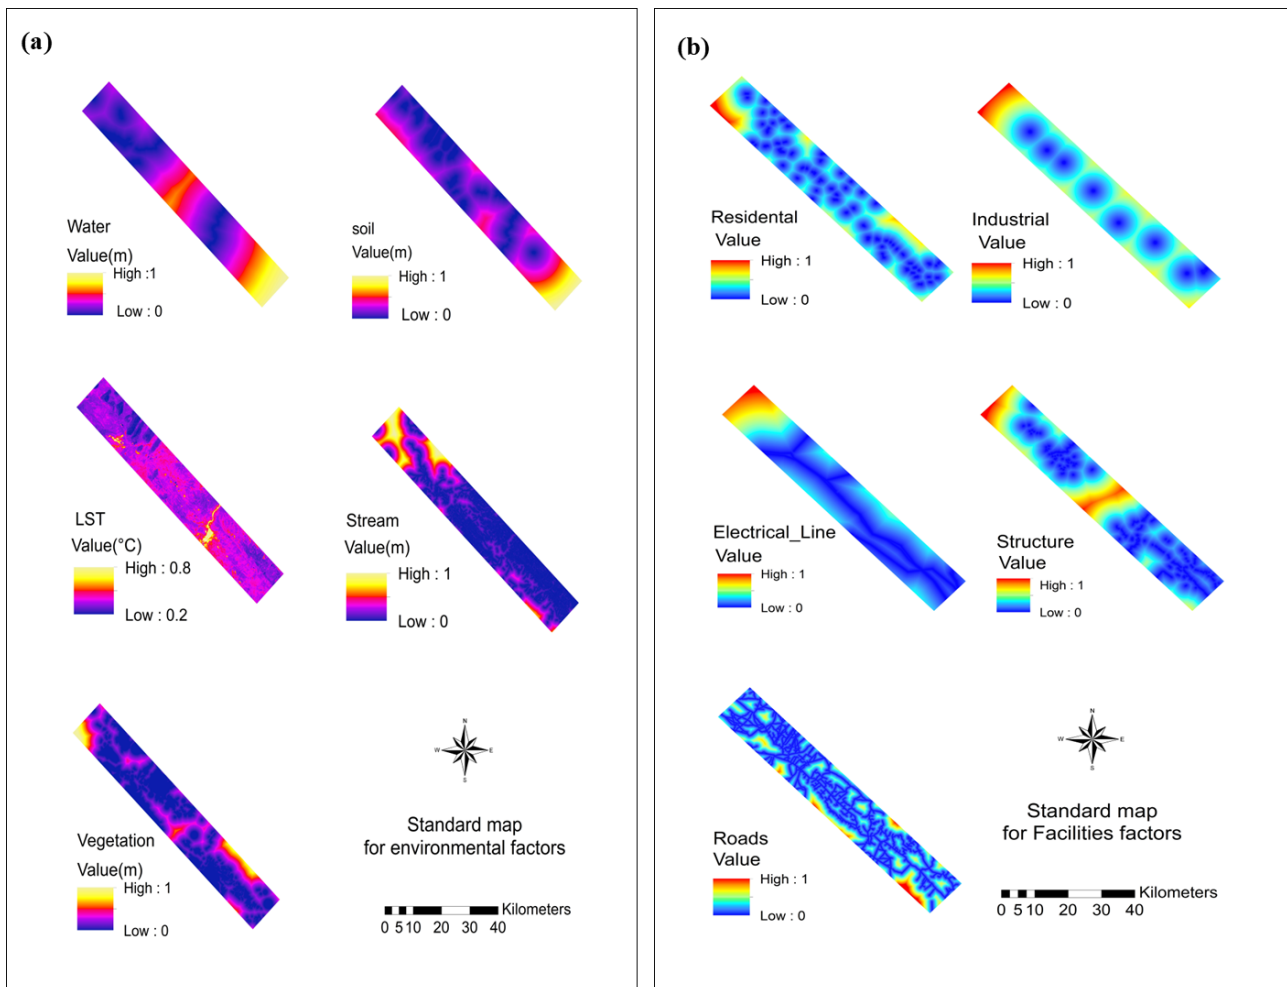 (a)
Water
Value(m)
High :1
Low : 0
soil
Value(m)
High : 1
Low : 0
LST
Value(°C)
High : 0.8
Low : 0.2
Stream
Value(m)
High : 1
Low : 0
Vegetation
Value(m)
High : 1
Low : 0
N
W E
S
Standard map
for environmental factors
Kilometers
0 5 10 20 30 40
(b)
Residental
Value
High : 1
Low : 0
Industrial
Value
High : 1
Low : 0
Electrical_Line
Value
High : 1
Low : 0
Structure
Value
High : 1
Low : 0
Roads
Value
High : 1
Low : 0
N
W E
S
Standard map
for Facilities factors
Kilometers
0 5 10 20 30 40